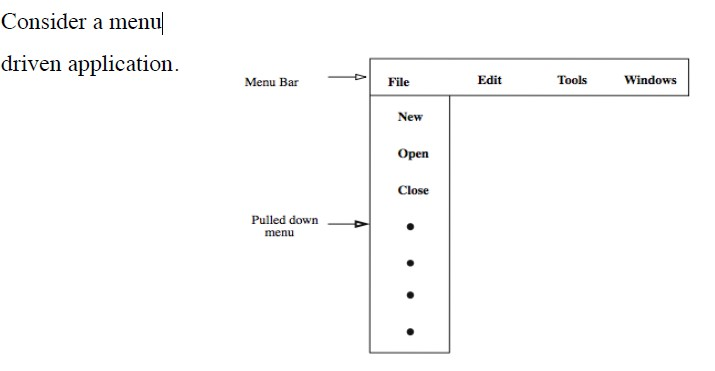 Consider a menu
driven application.
Menu Bar
File Edit Tools Windows
New
Open
Close
Pulled down
menu